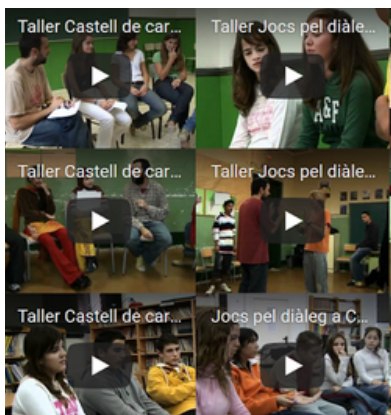 Taller Castell de car...
Taller Jocs pel diàle...
Taller Castell de car...
Taller Jocs pel diàle...
Taller Castell de car...
Jocs pel diàleg a C...
A&F